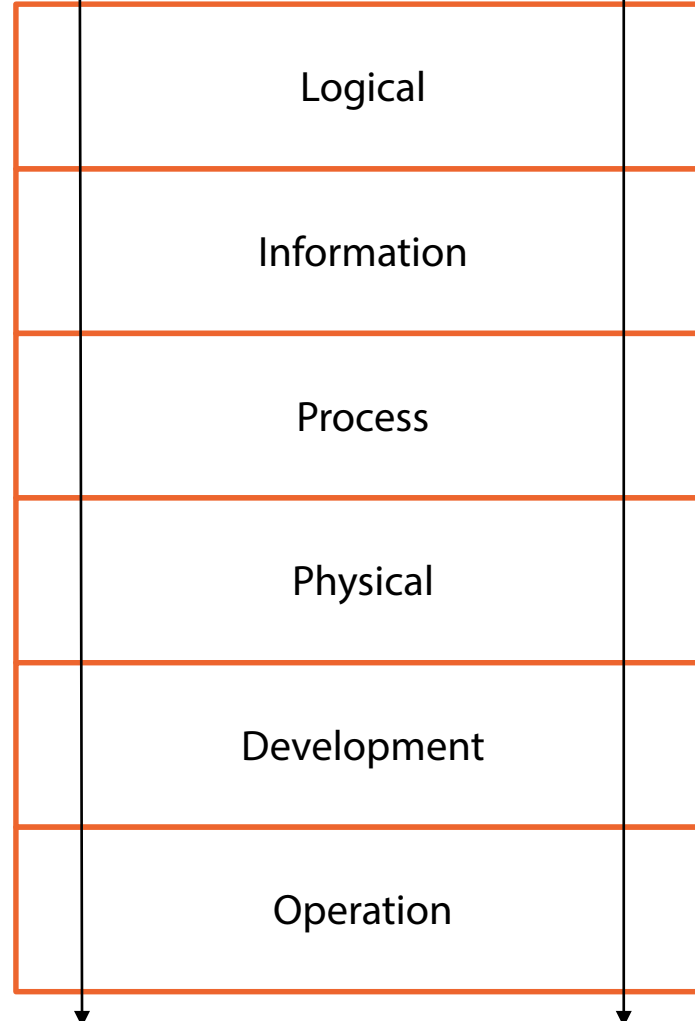 Logical
Information
Process
Physical
Development
Operation